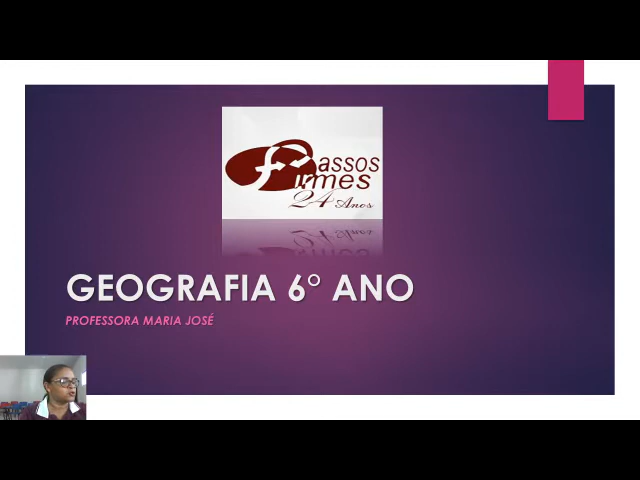 Passos
Firmes
24 Anos
GEOGRAFIA 6° ANO
PROFESSORA MARIA JOSÉ